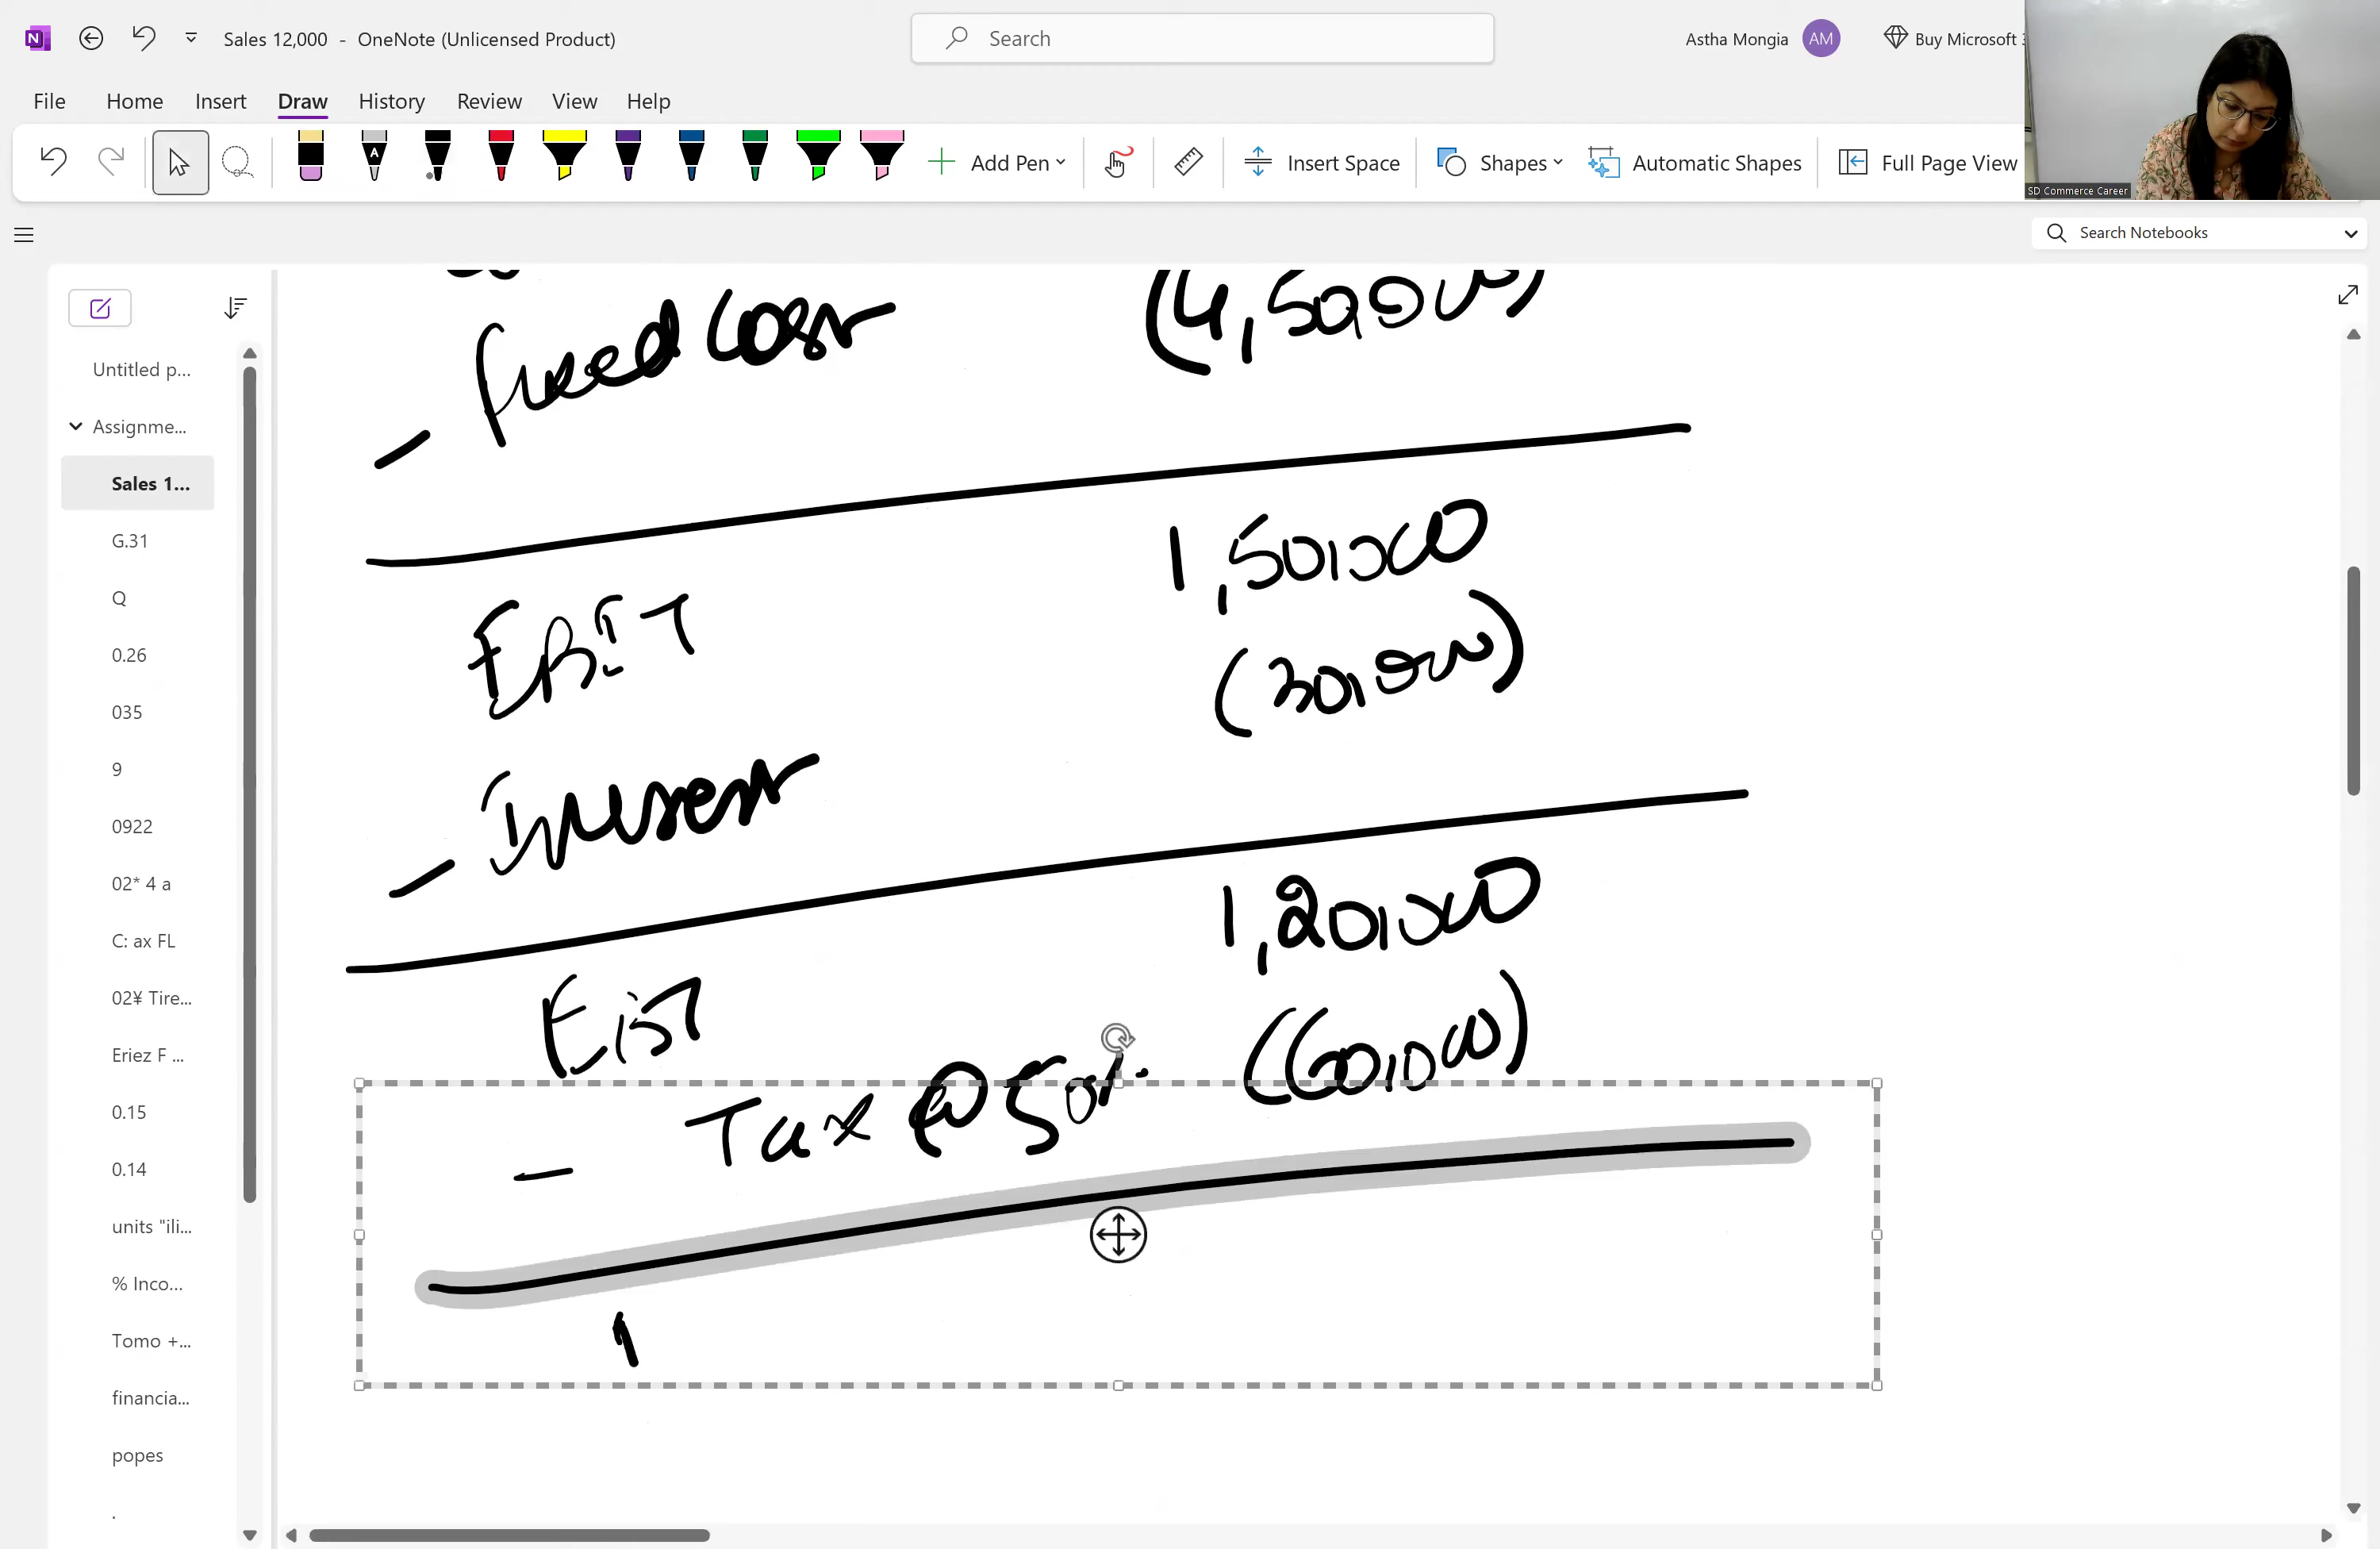 Sales 12,000 - OneNote (Unlicensed Product)
Search
Astha Mongia AM
Buy Microsoft 3
File Home Insert Draw History Review View Help
Add Pen Insert Space Shapes Automatic Shapes Full Page View
SD Commerce Career
Search Notebooks
Untitled p...
Assignme...
Sales 1...
G.31
Q
0.26
035
9
0922
02* 4 a
C: ax FL
02¥ Tire...
Eriez F ...
0.15
0.14
units "ili...
% Inco...
Tomo +...
financia...
popes
.
- fixed Cost (4,50,000)
EBIT 1,50,000
- Interest (30,000)
EBT 1,20,000
- Tax @ 50% (60,000)